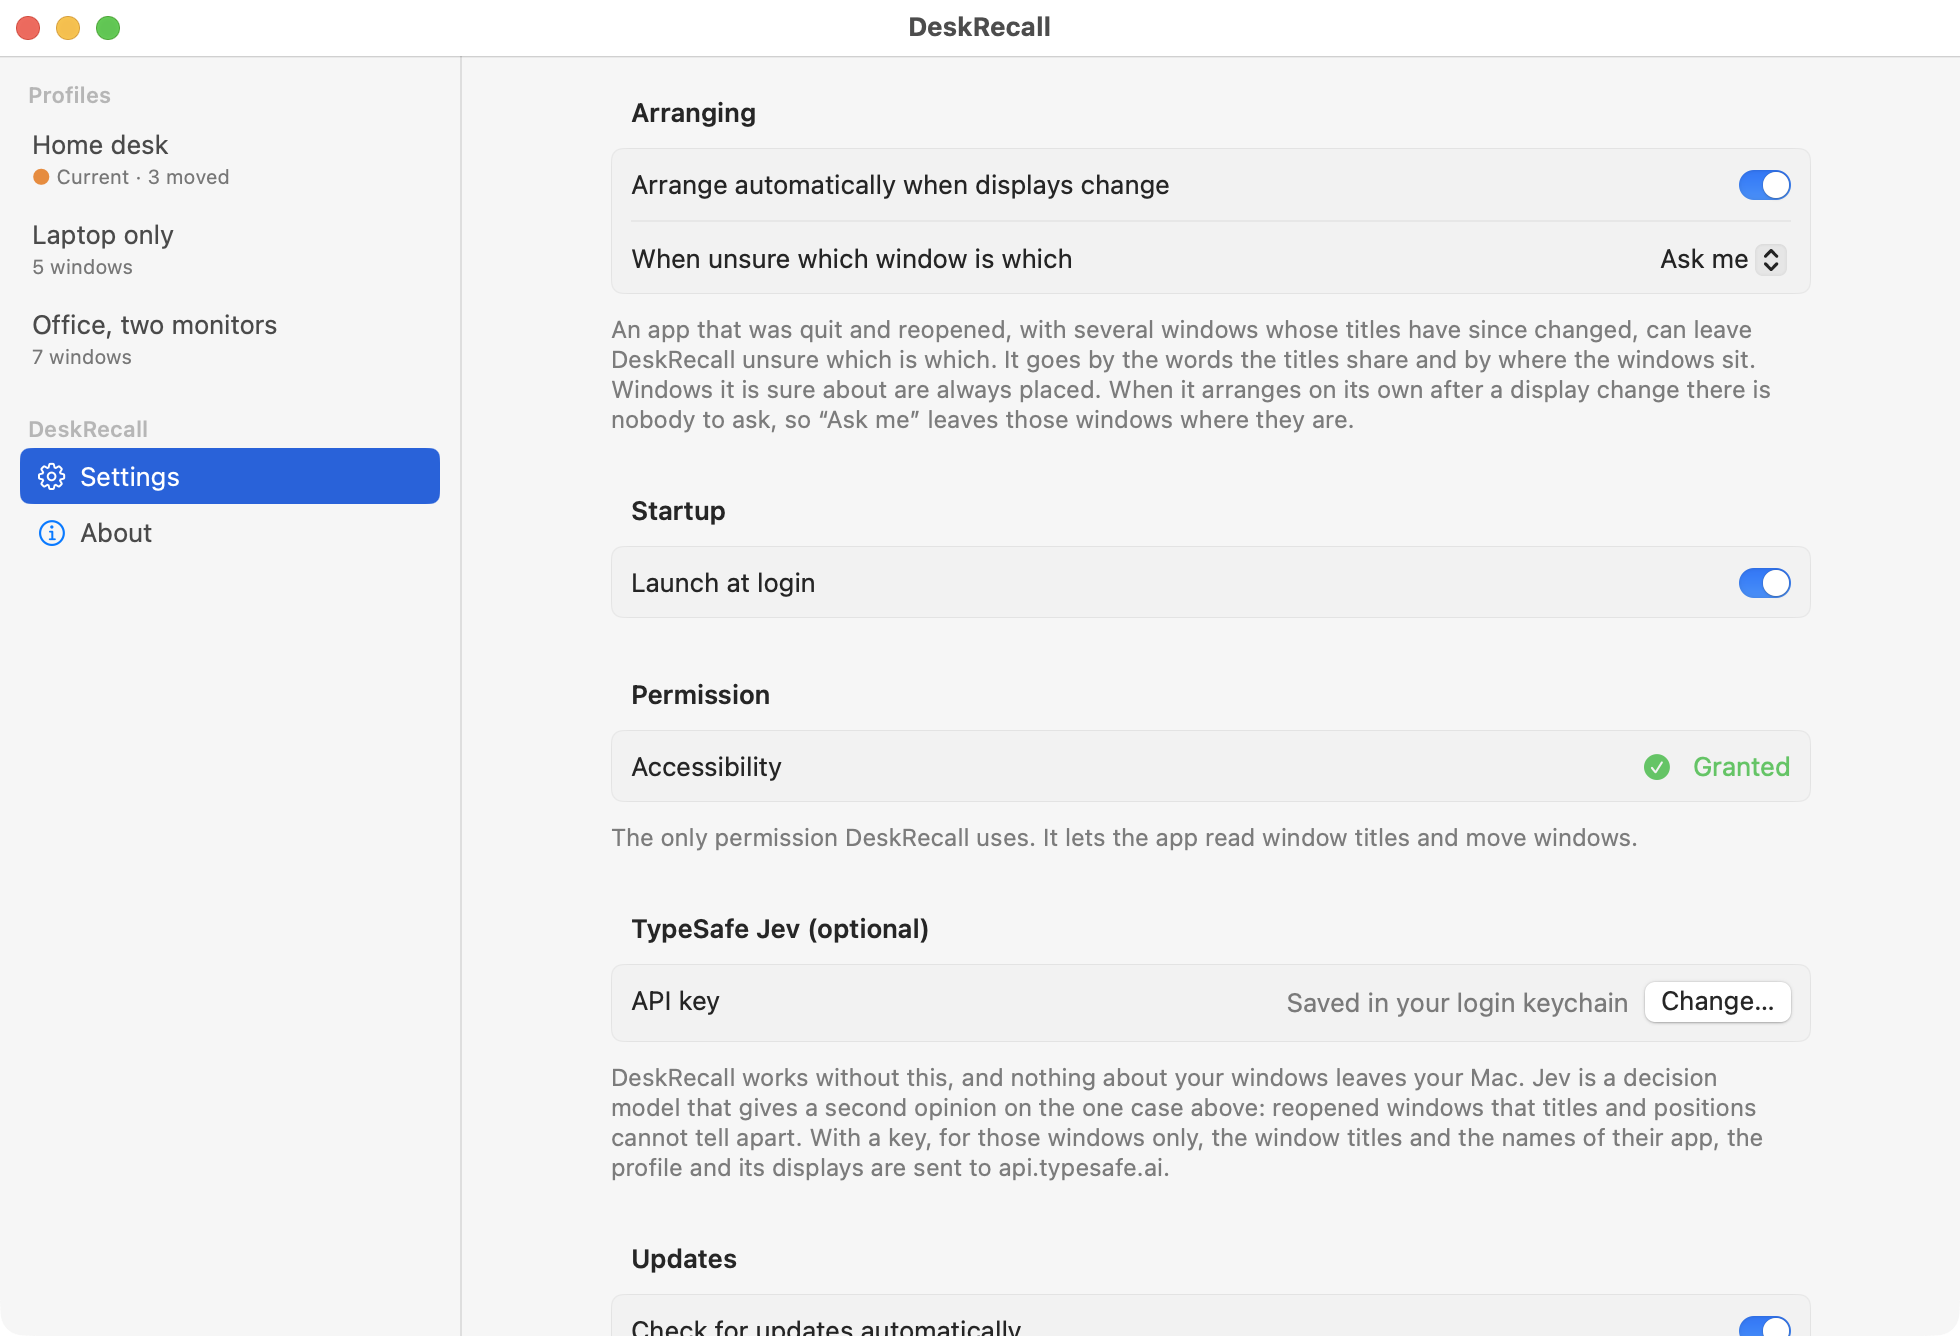 DeskRecall
Profiles
Home desk
Current · 3 moved
Laptop only
5 windows
Office, two monitors
7 windows
DeskRecall
Settings
About
Arranging
Arrange automatically when displays change
When unsure which window is which
Ask me
An app that was quit and reopened, with several windows whose titles have since changed, can leave
DeskRecall unsure which is which. It goes by the words the titles share and by where the windows sit.
Windows it is sure about are always placed. When it arranges on its own after a display change there is
nobody to ask, so “Ask me” leaves those windows where they are.
Startup
Launch at login
Permission
Accessibility
Granted
The only permission DeskRecall uses. It lets the app read window titles and move windows.
TypeSafe Jev (optional)
API key
Saved in your login keychain
Change...
DeskRecall works without this, and nothing about your windows leaves your Mac. Jev is a decision
model that gives a second opinion on the one case above: reopened windows that titles and positions
cannot tell apart. With a key, for those windows only, the window titles and the names of their app, the
profile and its displays are sent to api.typesafe.ai.
Updates
Check for updates automatically